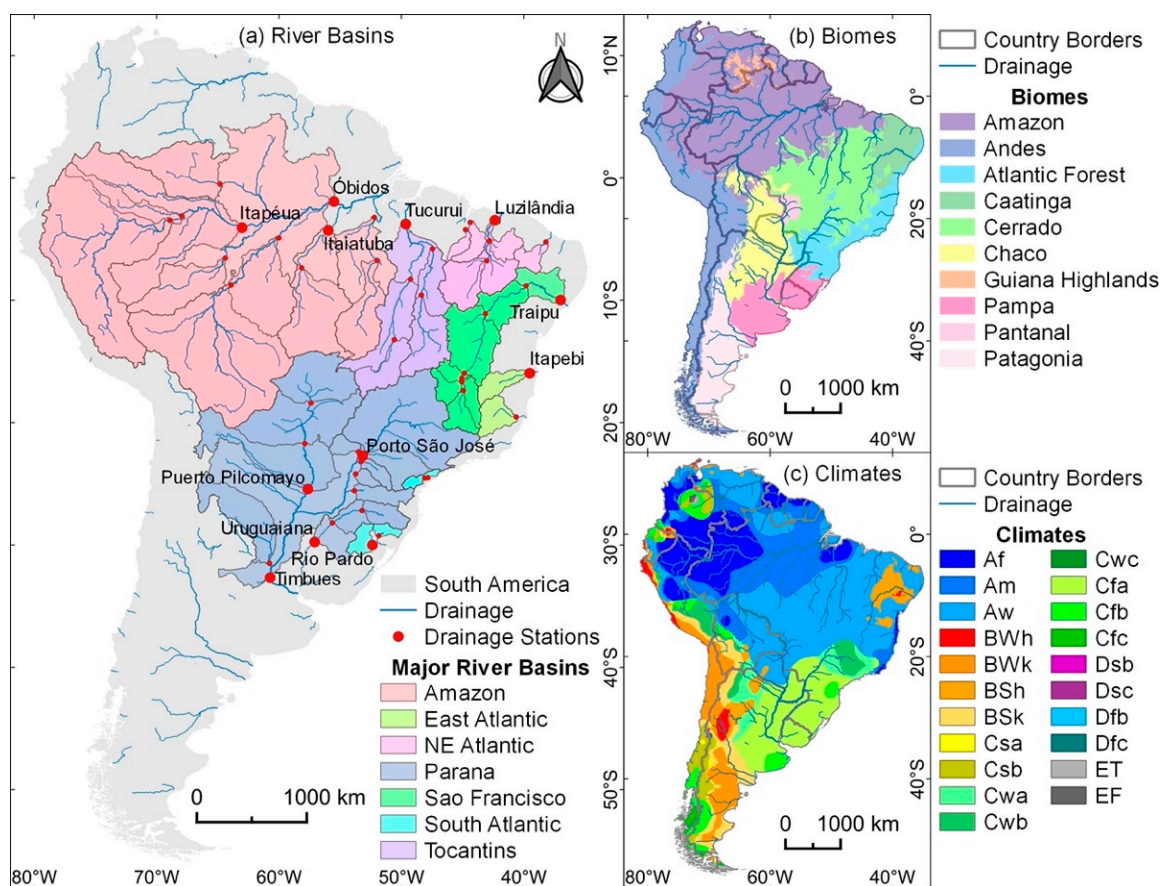 (a) River Basins
N
10°N
0°
10°S
20°S
30°S
40°S
50°S
80°W
70°W
60°W
50°W
40°W
Óbidos
Itapéua
Itaiatuba
Tucurui
Luzilândia
Traipu
Itapebi
Porto São José
Puerto Pilcomayo
Uruguaiana
Rio Pardo
Timbues
South America
Drainage
Drainage Stations
Major River Basins
Amazon
East Atlantic
NE Atlantic
Parana
Sao Francisco
South Atlantic
Tocantins
0 1000 km
(b) Biomes
0°
20°S
40°S
0 1000 km
80W
60°W
40W
Country Borders
Drainage
Biomes
Amazon
Andes
Atlantic Forest
Caatinga
Cerrado
Chaco
Guiana Highlands
Pampa
Pantanal
Patagonia
(c) Climates
0°
20°S
40°S
0 1000 km
80°W
60°W
40°W
Country Borders
Drainage
Climates
Af
Am
Aw
BWh
BWk
BSh
BSk
Csa
Csb
Cwa
Cwb
Cwc
Cfa
Cfb
Cfc
Dsb
Dsc
Dfb
Dfc
ET
EF